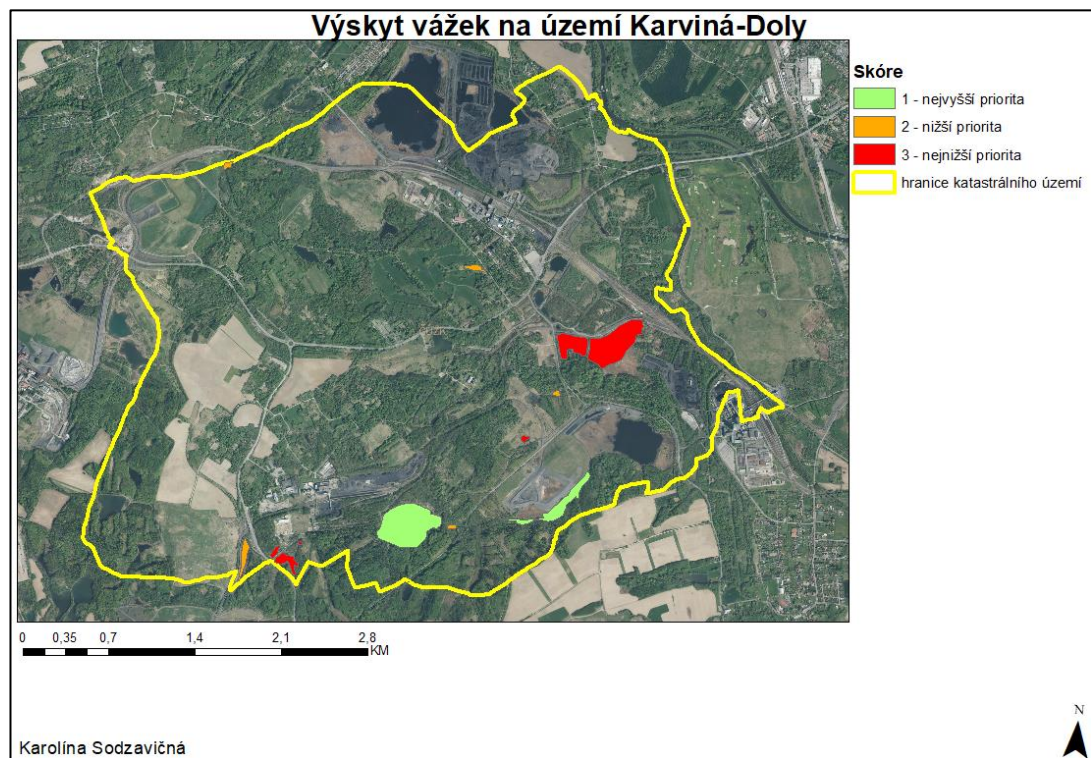 Výskyt vážek na území Karviná-Doly
Skóre
1 - nejvyšší priorita
2 - nižší priorita
3 - nejnižší priorita
hranice katastrálního území
0 0,35 0,7 1,4 2,1 2,8
KM
N
Karolína Sodzavičná